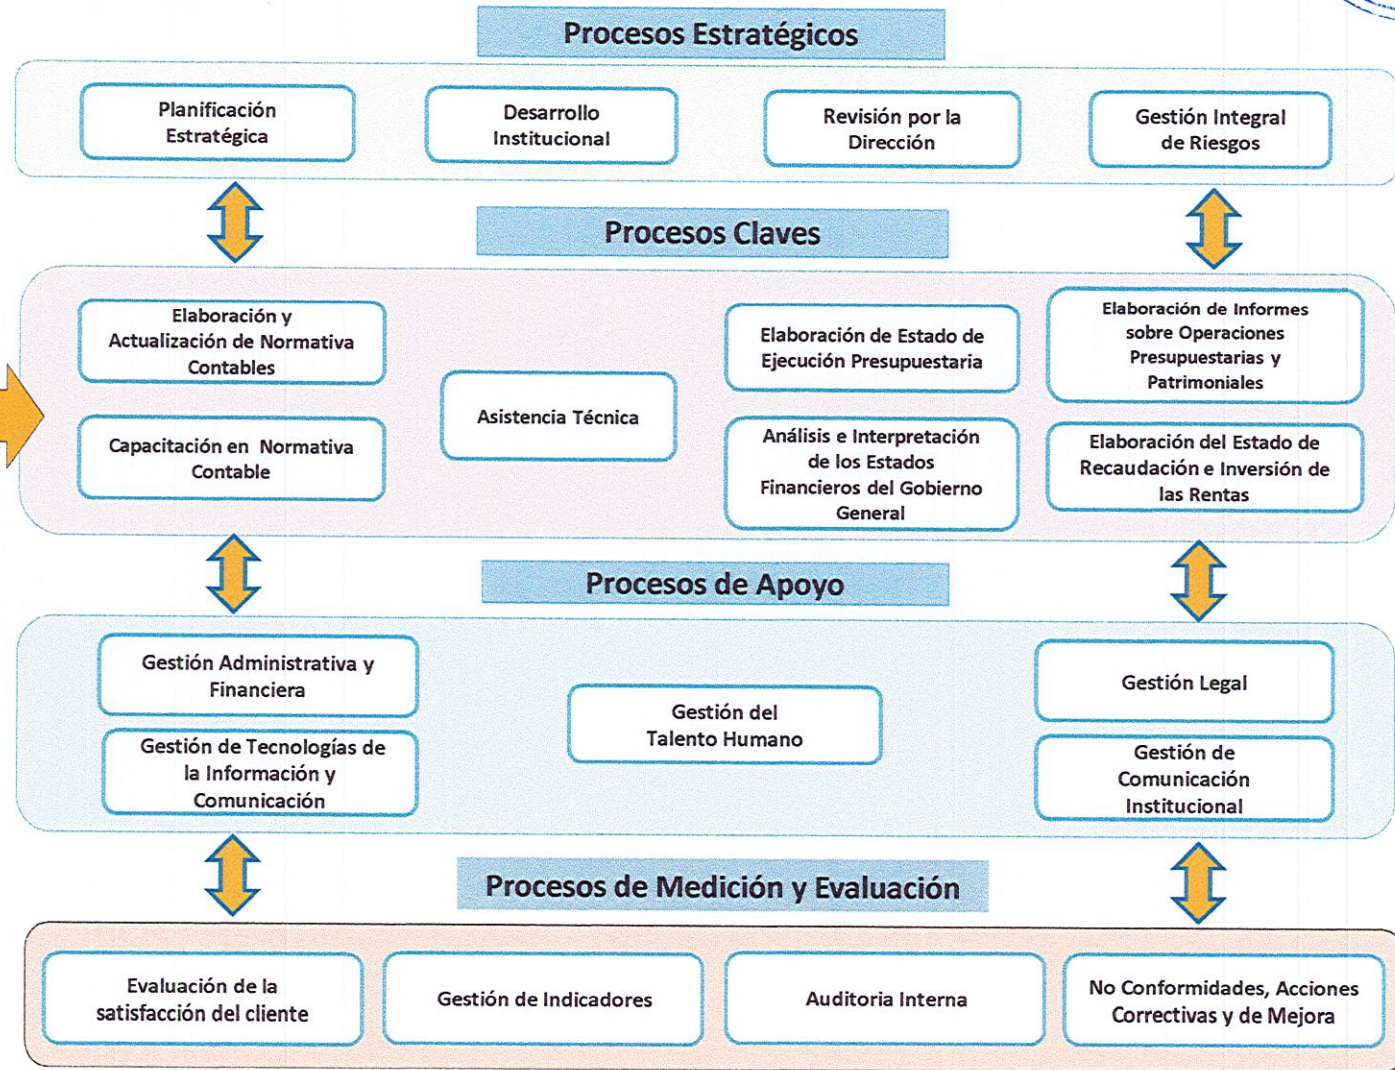 Procesos Estratégicos
Planificación
Estratégica
Desarrollo
Institucional
Revisión por la
Dirección
Gestión Integral
de Riesgos
Procesos Claves
Elaboración y
Actualización de Normativa
Contables
Capacitación en Normativa
Contable
Asistencia Técnica
Elaboración de Estado de
Ejecución Presupuestaria
Análisis e Interpretación
de los Estados
Financieros del Gobierno
General
Elaboración de Informes
sobre Operaciones
Presupuestarias y
Patrimoniales
Elaboración del Estado de
Recaudación e Inversión de
las Rentas
Procesos de Apoyo
Gestión Administrativa y
Financiera
Gestión de Tecnologías de
la Información y
Comunicación
Gestión del
Talento Humano
Gestión Legal
Gestión de
Comunicación
Institucional
Procesos de Medición y Evaluación
Evaluación de la
satisfacción del cliente
Gestión de Indicadores
Auditoria Interna
No Conformidades, Acciones
Correctivas y de Mejora